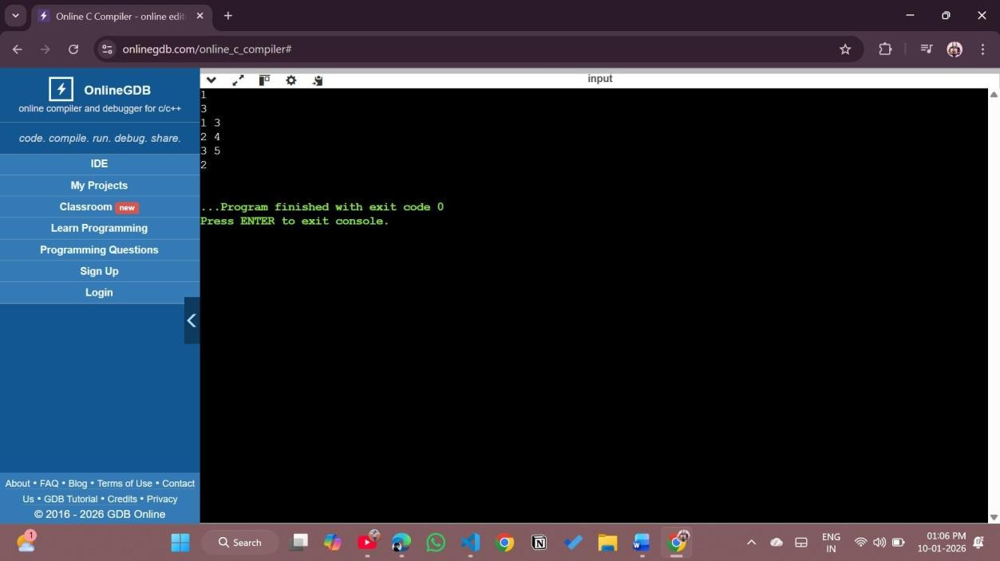 Online C Compiler - online edit
onlinegdb.com/online_c_compiler#
OnlineGDB
online compiler and debugger for c/c++
code. compile. run. debug. share.
IDE
My Projects
Classroom new
Learn Programming
Programming Questions
Sign Up
Login
About • FAQ • Blog • Terms of Use • Contact
Us • GDB Tutorial • Credits • Privacy
© 2016 - 2026 GDB Online
input
1
3
1 3
2 4
3 5
2
...Program finished with exit code 0
Press ENTER to exit console.
1
Search
ENG
IN
01:06 PM
10-01-2026